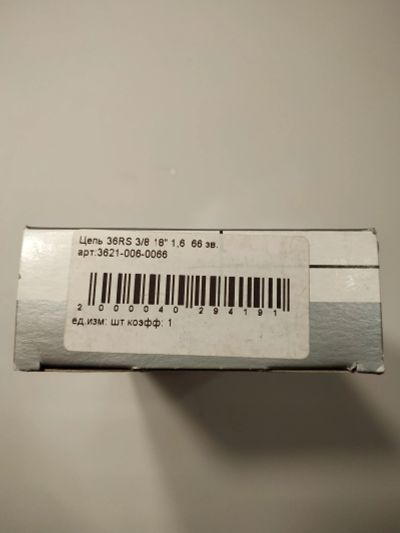 Цепь 36RS 3/8 18" 1,6 66 зв.
арт:3621-006-0066
2 000040 294191
ед.изм: шт коэфф: 1